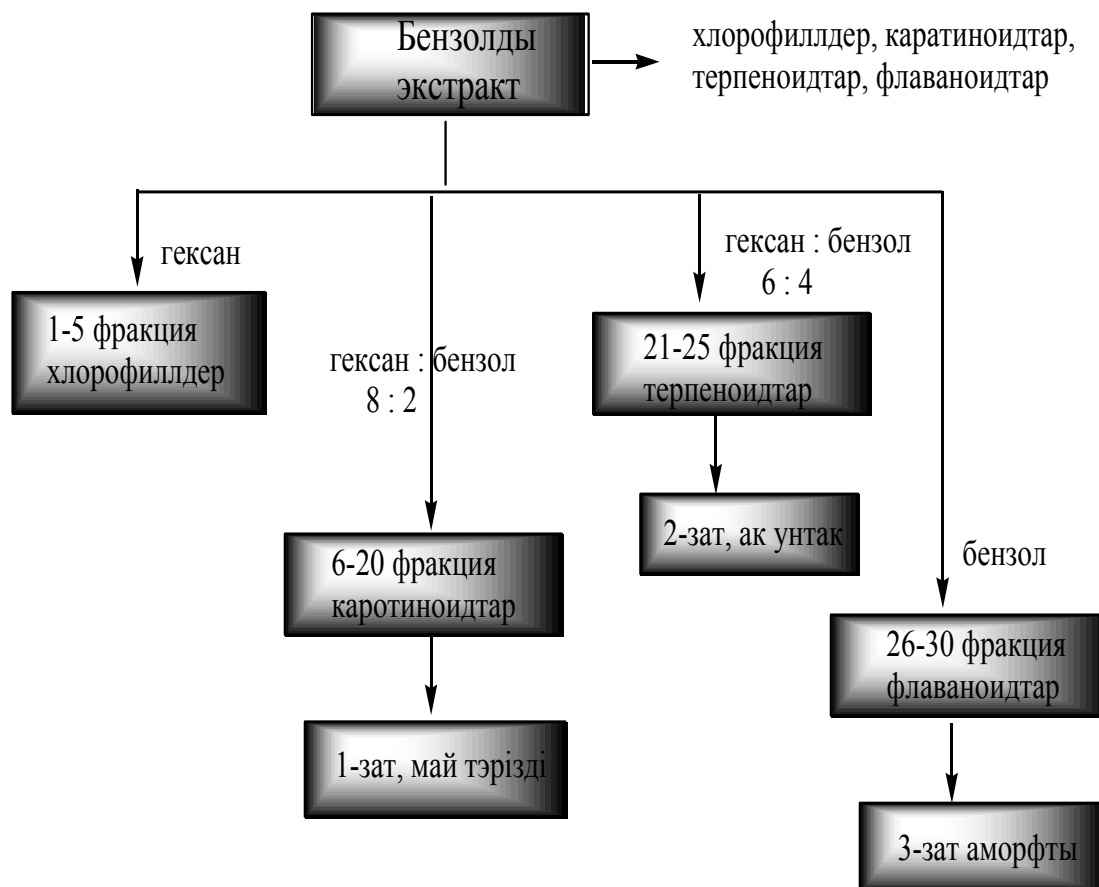 Бензолды
экстракт
хлорофиллдер, каратиноидтар,
терпеноидтар, флаваноидтар
гексан
1-5 фракция
хлорофиллдер
гексан : бензол
8 : 2
6-20 фракция
каротиноидтар
1-зат, май тэрізді
гексан : бензол
6 : 4
21-25 фракция
терпеноидтар
2-зат, ак унтак
бензол
26-30 фракция
флаваноидтар
3-зат аморфты